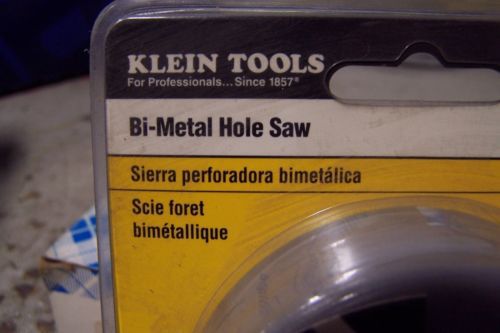 KLEIN TOOLS
For Professionals...Since 1857®
Bi-Metal Hole Saw
Sierra perforadora bimetálica
Scie foret
bimétallique